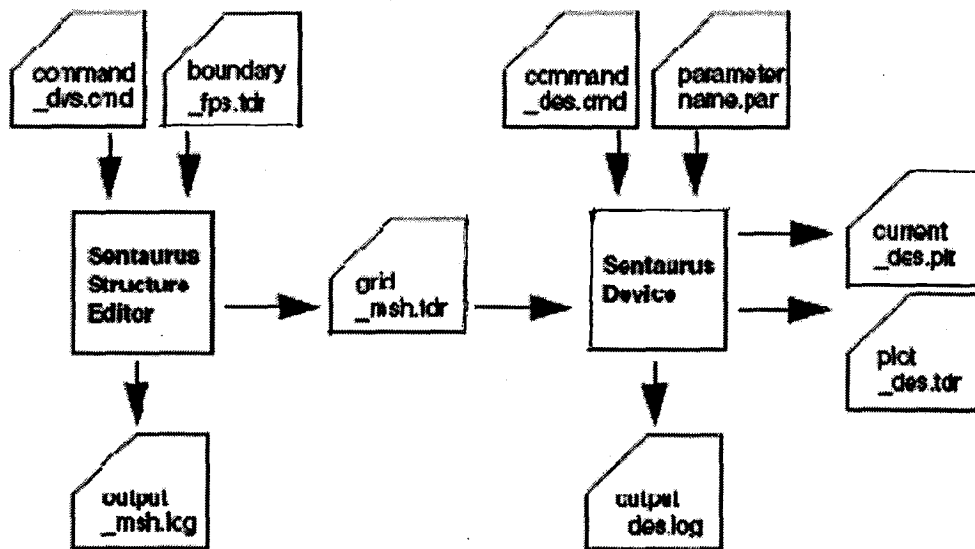 command
_dvs.cmd
boundary
_fps.tdr
command
_des.cmd
parameter
name.par
Sentaurus
Structure
Editor
grid
_msh.tdr
Sentaurus
Device
current
_des.plt
plot
_des.tdr
output
_msh.log
output
_des.log